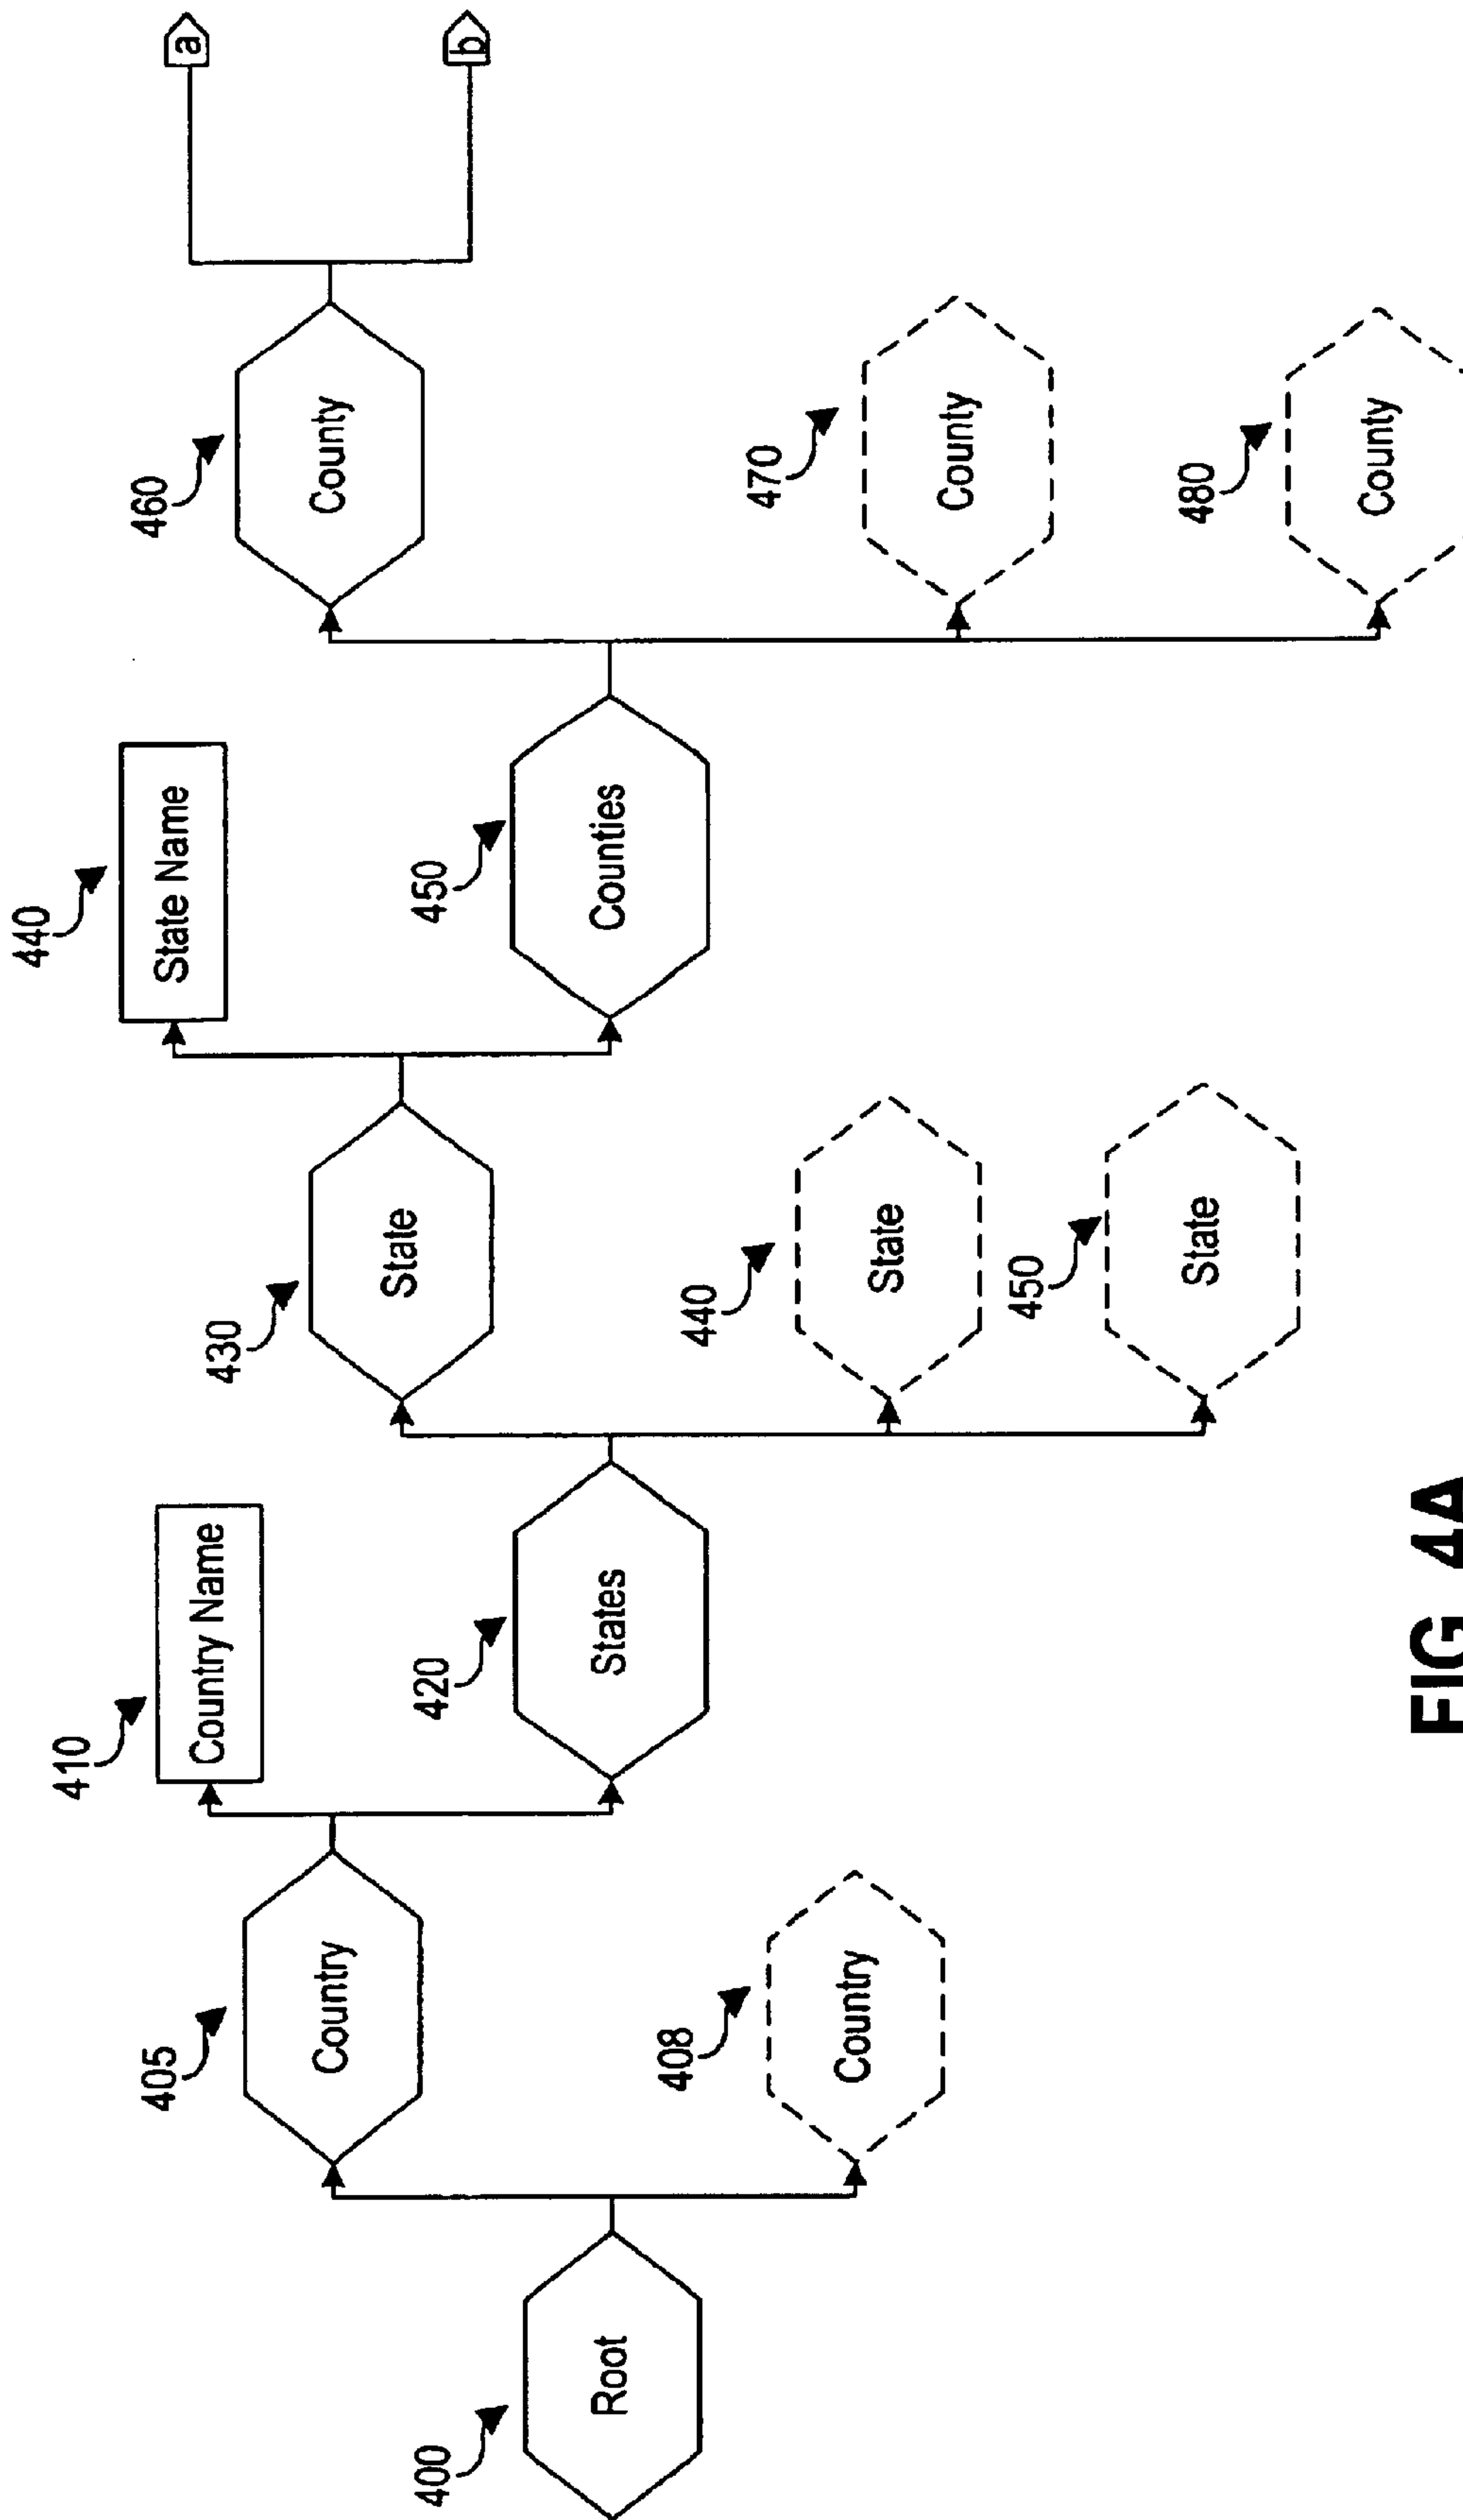 400
Root
405
Country
408
Country
410
Country Name
420
States
430
State
440
State
450
State
440
State Name
450
Counties
460
County
470
County
480
County
a
b
FIG. 4A